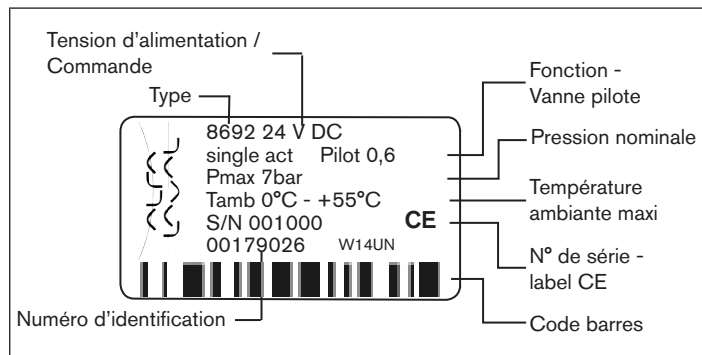 Tension d'alimentation /
Commande
Type
Fonction -
Vanne pilote
Pression nominale
Température
ambiante maxi
N° de série -
label CE
Code barres
Numéro d'identification
8692 24 V DC
single act Pilot 0,6
Pmax 7bar
Tamb 0°C - +55°C
S/N 001000
CE
00179026 W14UN